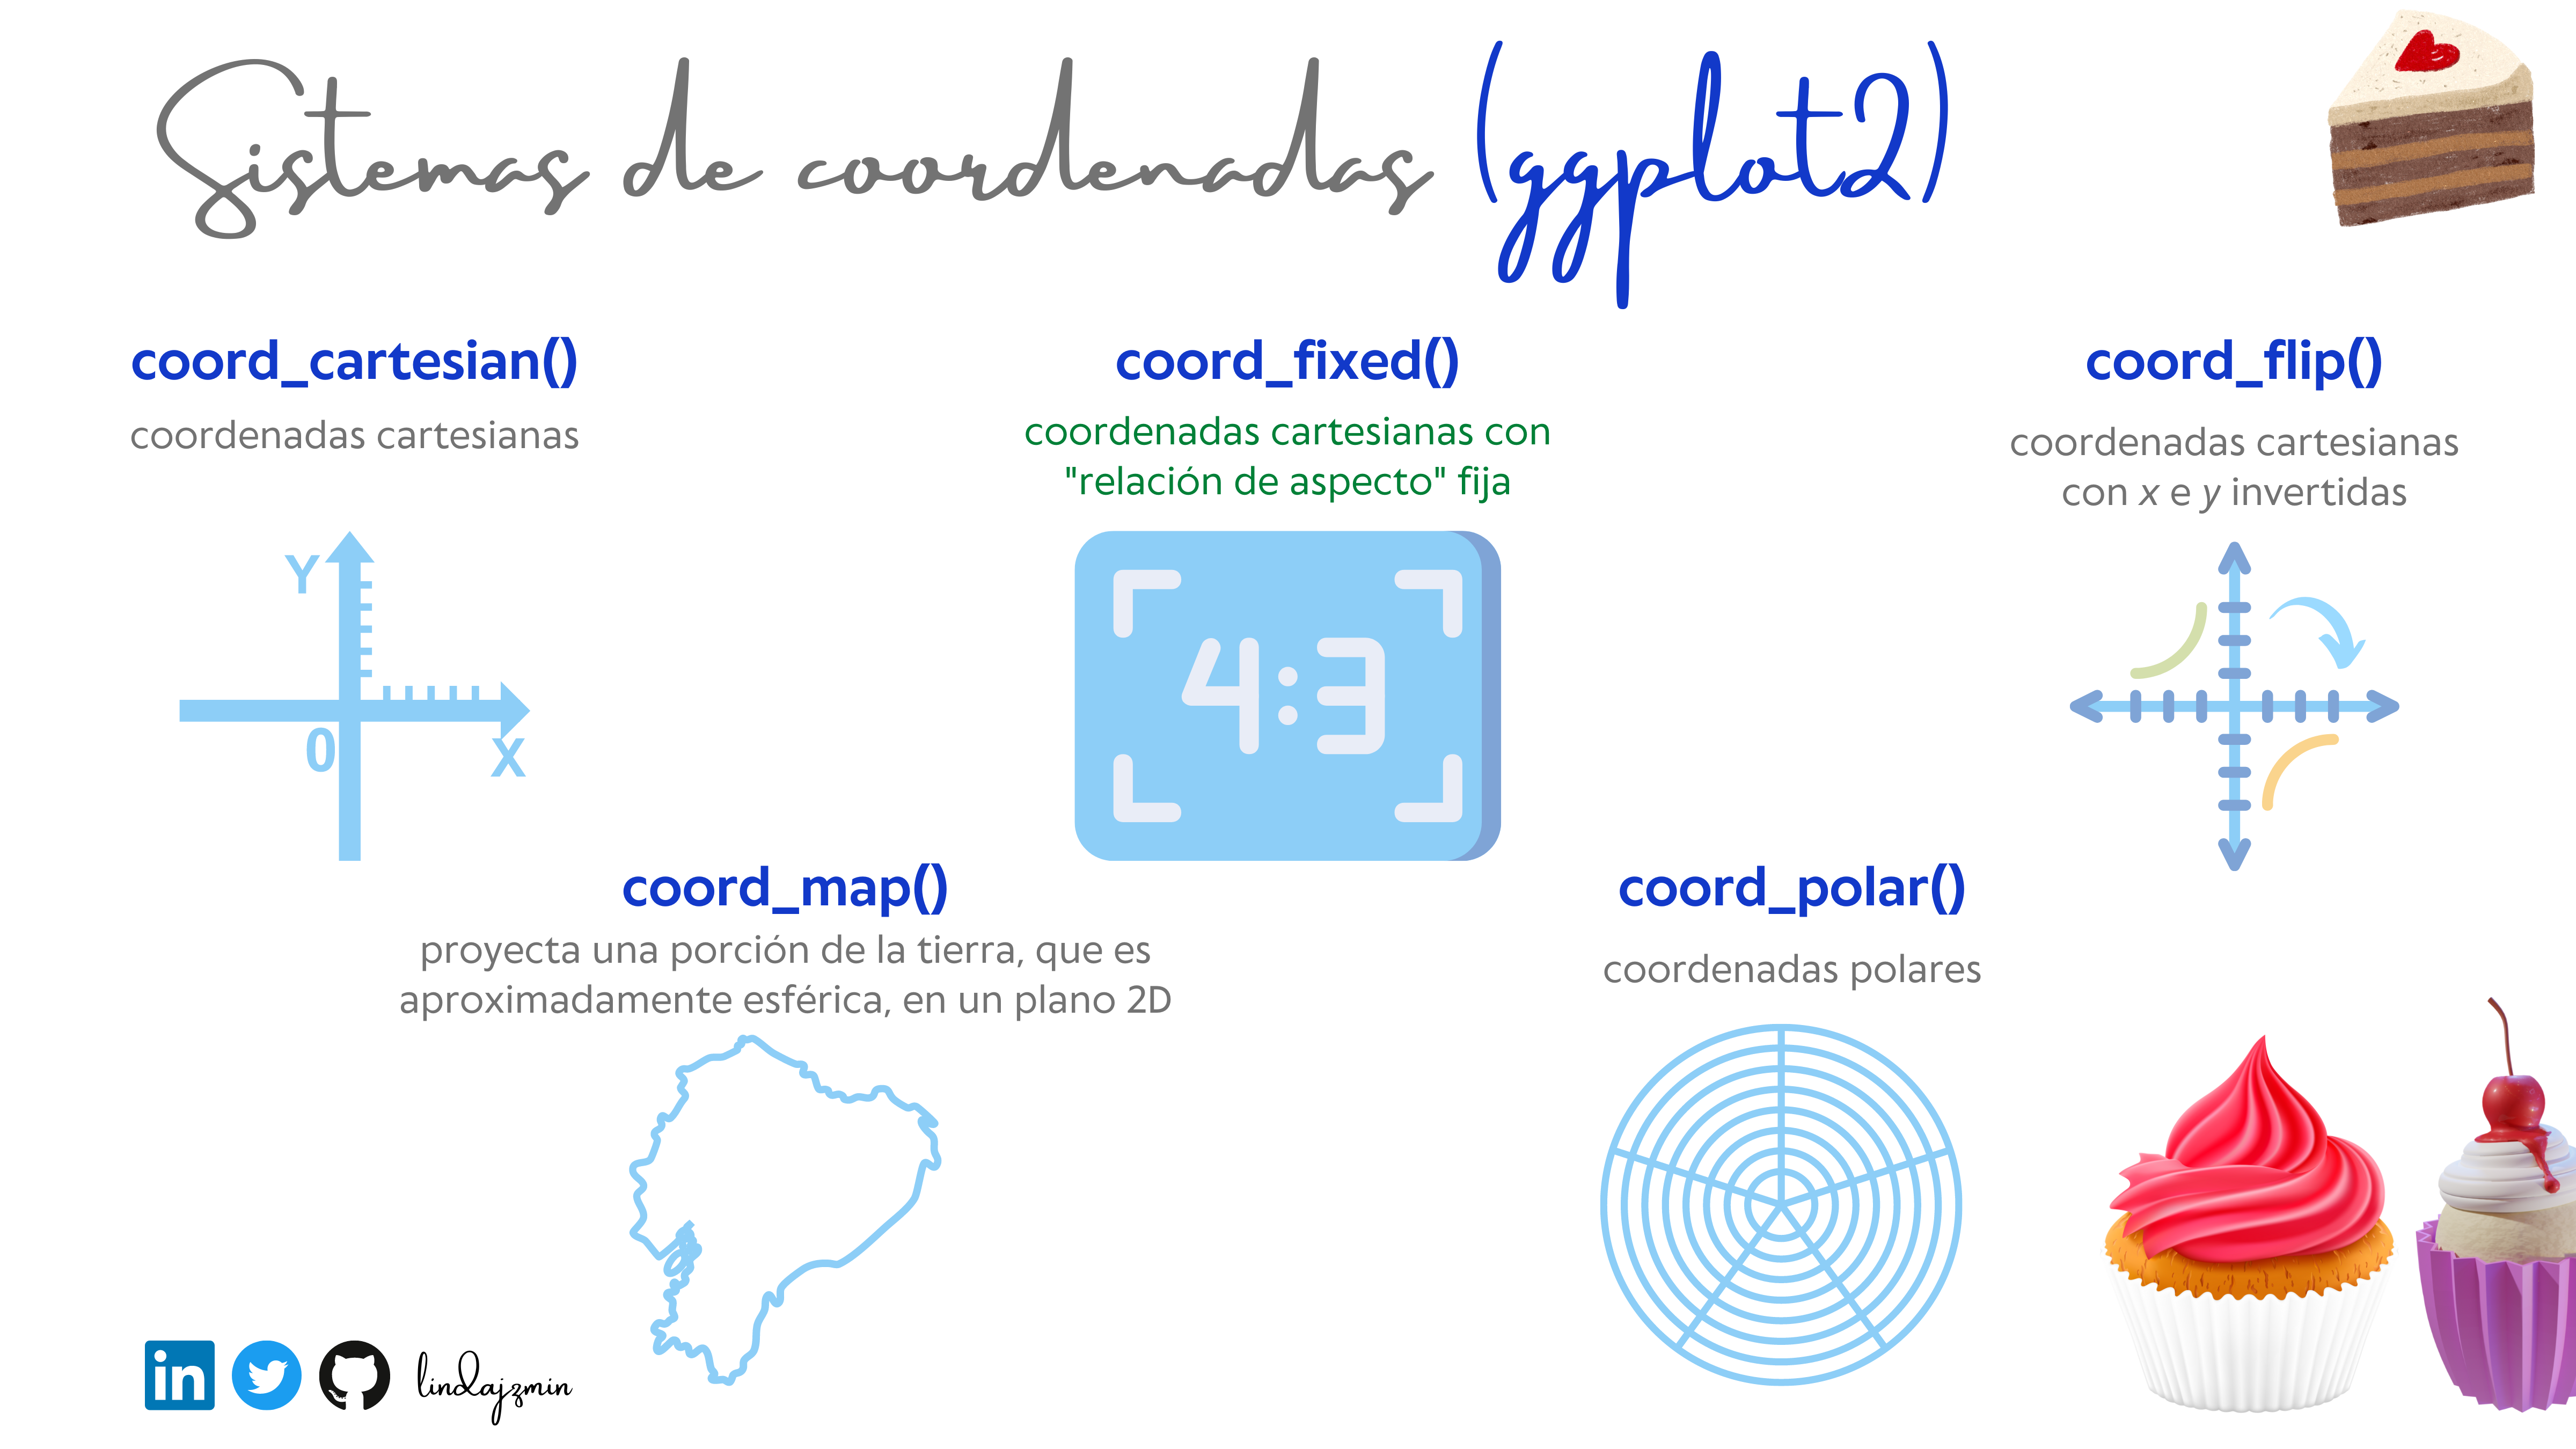 Sistemas de coordenadas (ggplot2)
coord_cartesian()
coordenadas cartesianas
Y
0
X
coord_fixed()
coordenadas cartesianas con
"relación de aspecto" fija
4:3
coord_flip()
coordenadas cartesianas
con x e y invertidas
coord_map()
proyecta una porción de la tierra, que es
aproximadamente esférica, en un plano 2D
coord_polar()
coordenadas polares
in
lindajzmin